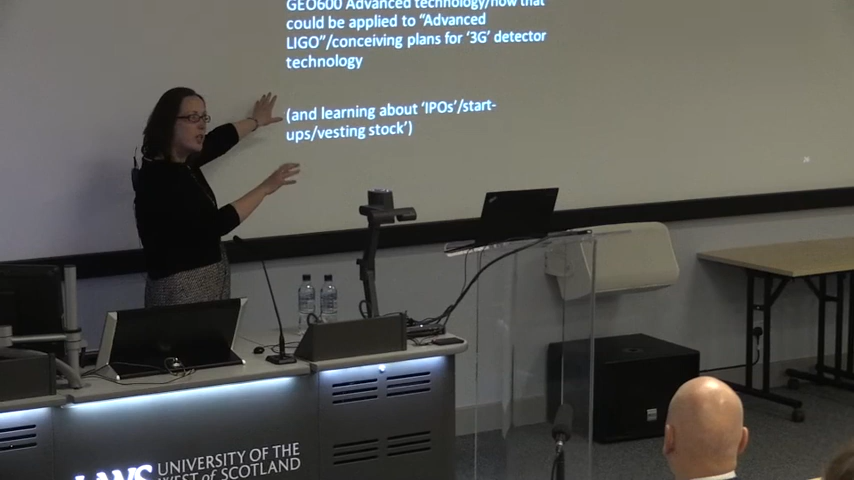 GEO600 Advanced technology/how that
could be applied to “Advanced
LIGO”/conceiving plans for ‘3G’ detector
technology
(and learning about ‘IPOs’/start-
ups/vesting stock’)
UWS UNIVERSITY OF THE
WEST of SCOTLAND